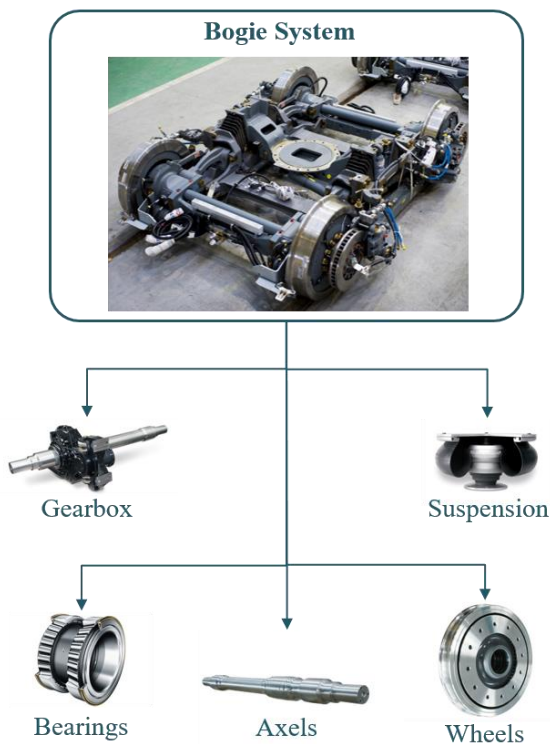 Bogie System
Gearbox
Suspension
Bearings
Axels
Wheels